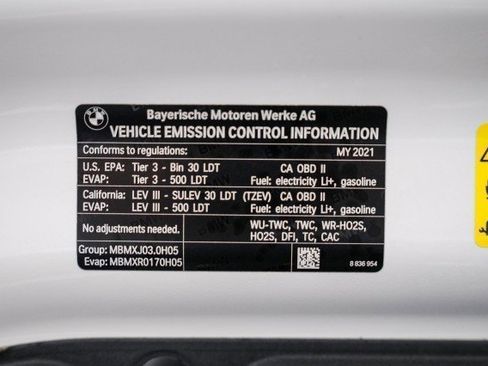 BMW
Bayerische Motoren Werke AG
VEHICLE EMISSION CONTROL INFORMATION
Conforms to regulations: MY 2021
U.S. EPA: Tier 3 - Bin 30 LDT CA OBD II
EVAP: Tier 3 - 500 LDT Fuel: electricity Li+, gasoline
California: LEV III - SULEV 30 LDT (TZEV) CA OBD II
EVAP: LEV III - 500 LDT Fuel: electricity Li+, gasoline
No adjustments needed. WU-TWC, TWC, WR-HO2S,
HO2S, DFI, TC, CAC
Group: MBMXJ03.0H05
Evap: MBMXR0170H05
8 836 954